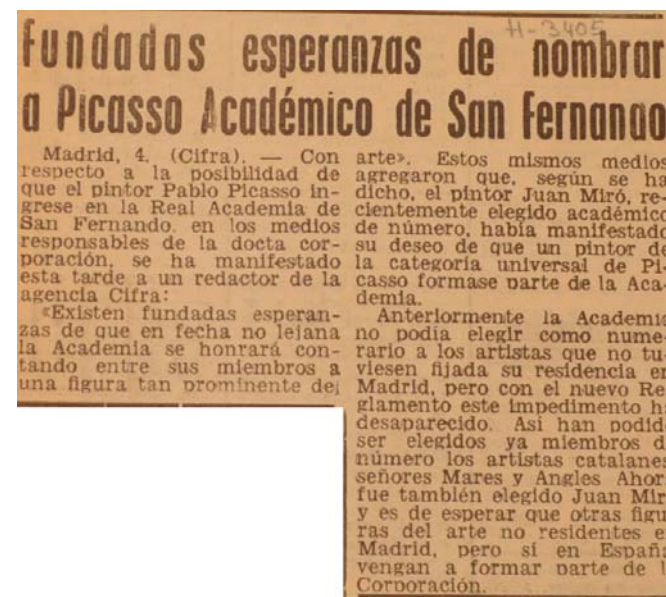 H-3405
Fundadas esperanzas de nombrar
a Picasso Académico de San Fernando
Madrid, 4. (Cifra). — Con
respecto a la posibilidad de
que el pintor Pablo Picasso in-
grese en la Real Academia de
San Fernando. en los medios
responsables de la docta cor-
poración, se ha manifestado
esta tarde a un redactor de la
agencia Cifra:
«Existen fundadas esperan-
zas de que en fecha no lejana
la Academia se honrará con-
tando entre sus miembros a
una figura tan prominente del
arte». Estos mismos medios
agregaron que, según se ha
dicho, el pintor Juan Miró, re-
cientemente elegido académico
de número, había manifestado
su deseo de que un pintor de
la categoría universal de Pi-
casso formase parte de la Aca-
demia.
Anteriormente la Academia
no podía elegir como nume-
rario a los artistas que no tu-
viesen fijada su residencia en
Madrid, pero con el nuevo Re-
glamento este impedimento ha
desaparecido. Así han podido
ser elegidos ya miembros d
número los artistas catalanes
señores Mares y Angles Ahor
fue también elegido Juan Mir
y es de esperar que otras figu
ras del arte no residentes e
Madrid, pero sí en España
vengan a formar parte de l
Corporación.